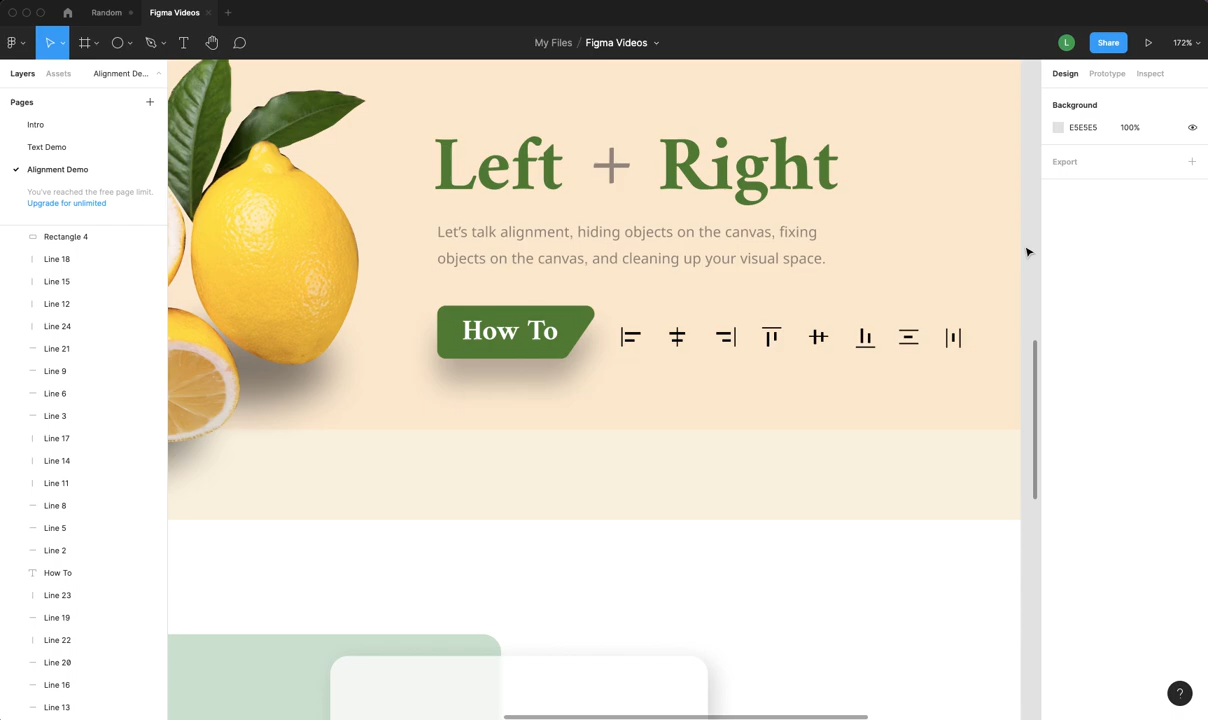 Random
Figma Videos
My Files / Figma Videos
L
Share
172%
Layers
Assets
Alignment De...
Pages
Intro
Text Demo
Alignment Demo
You've reached the free page limit.
Upgrade for unlimited
Rectangle 4
Line 18
Line 15
Line 12
Line 24
Line 21
Line 9
Line 6
Line 3
Line 17
Line 14
Line 11
Line 8
Line 5
Line 2
How To
Line 23
Line 19
Line 22
Line 20
Line 16
Line 13
Left + Right
Let's talk alignment, hiding objects on the canvas, fixing
objects on the canvas, and cleaning up your visual space.
How To
Design
Prototype
Inspect
Background
E5E5E5
100%
Export
?